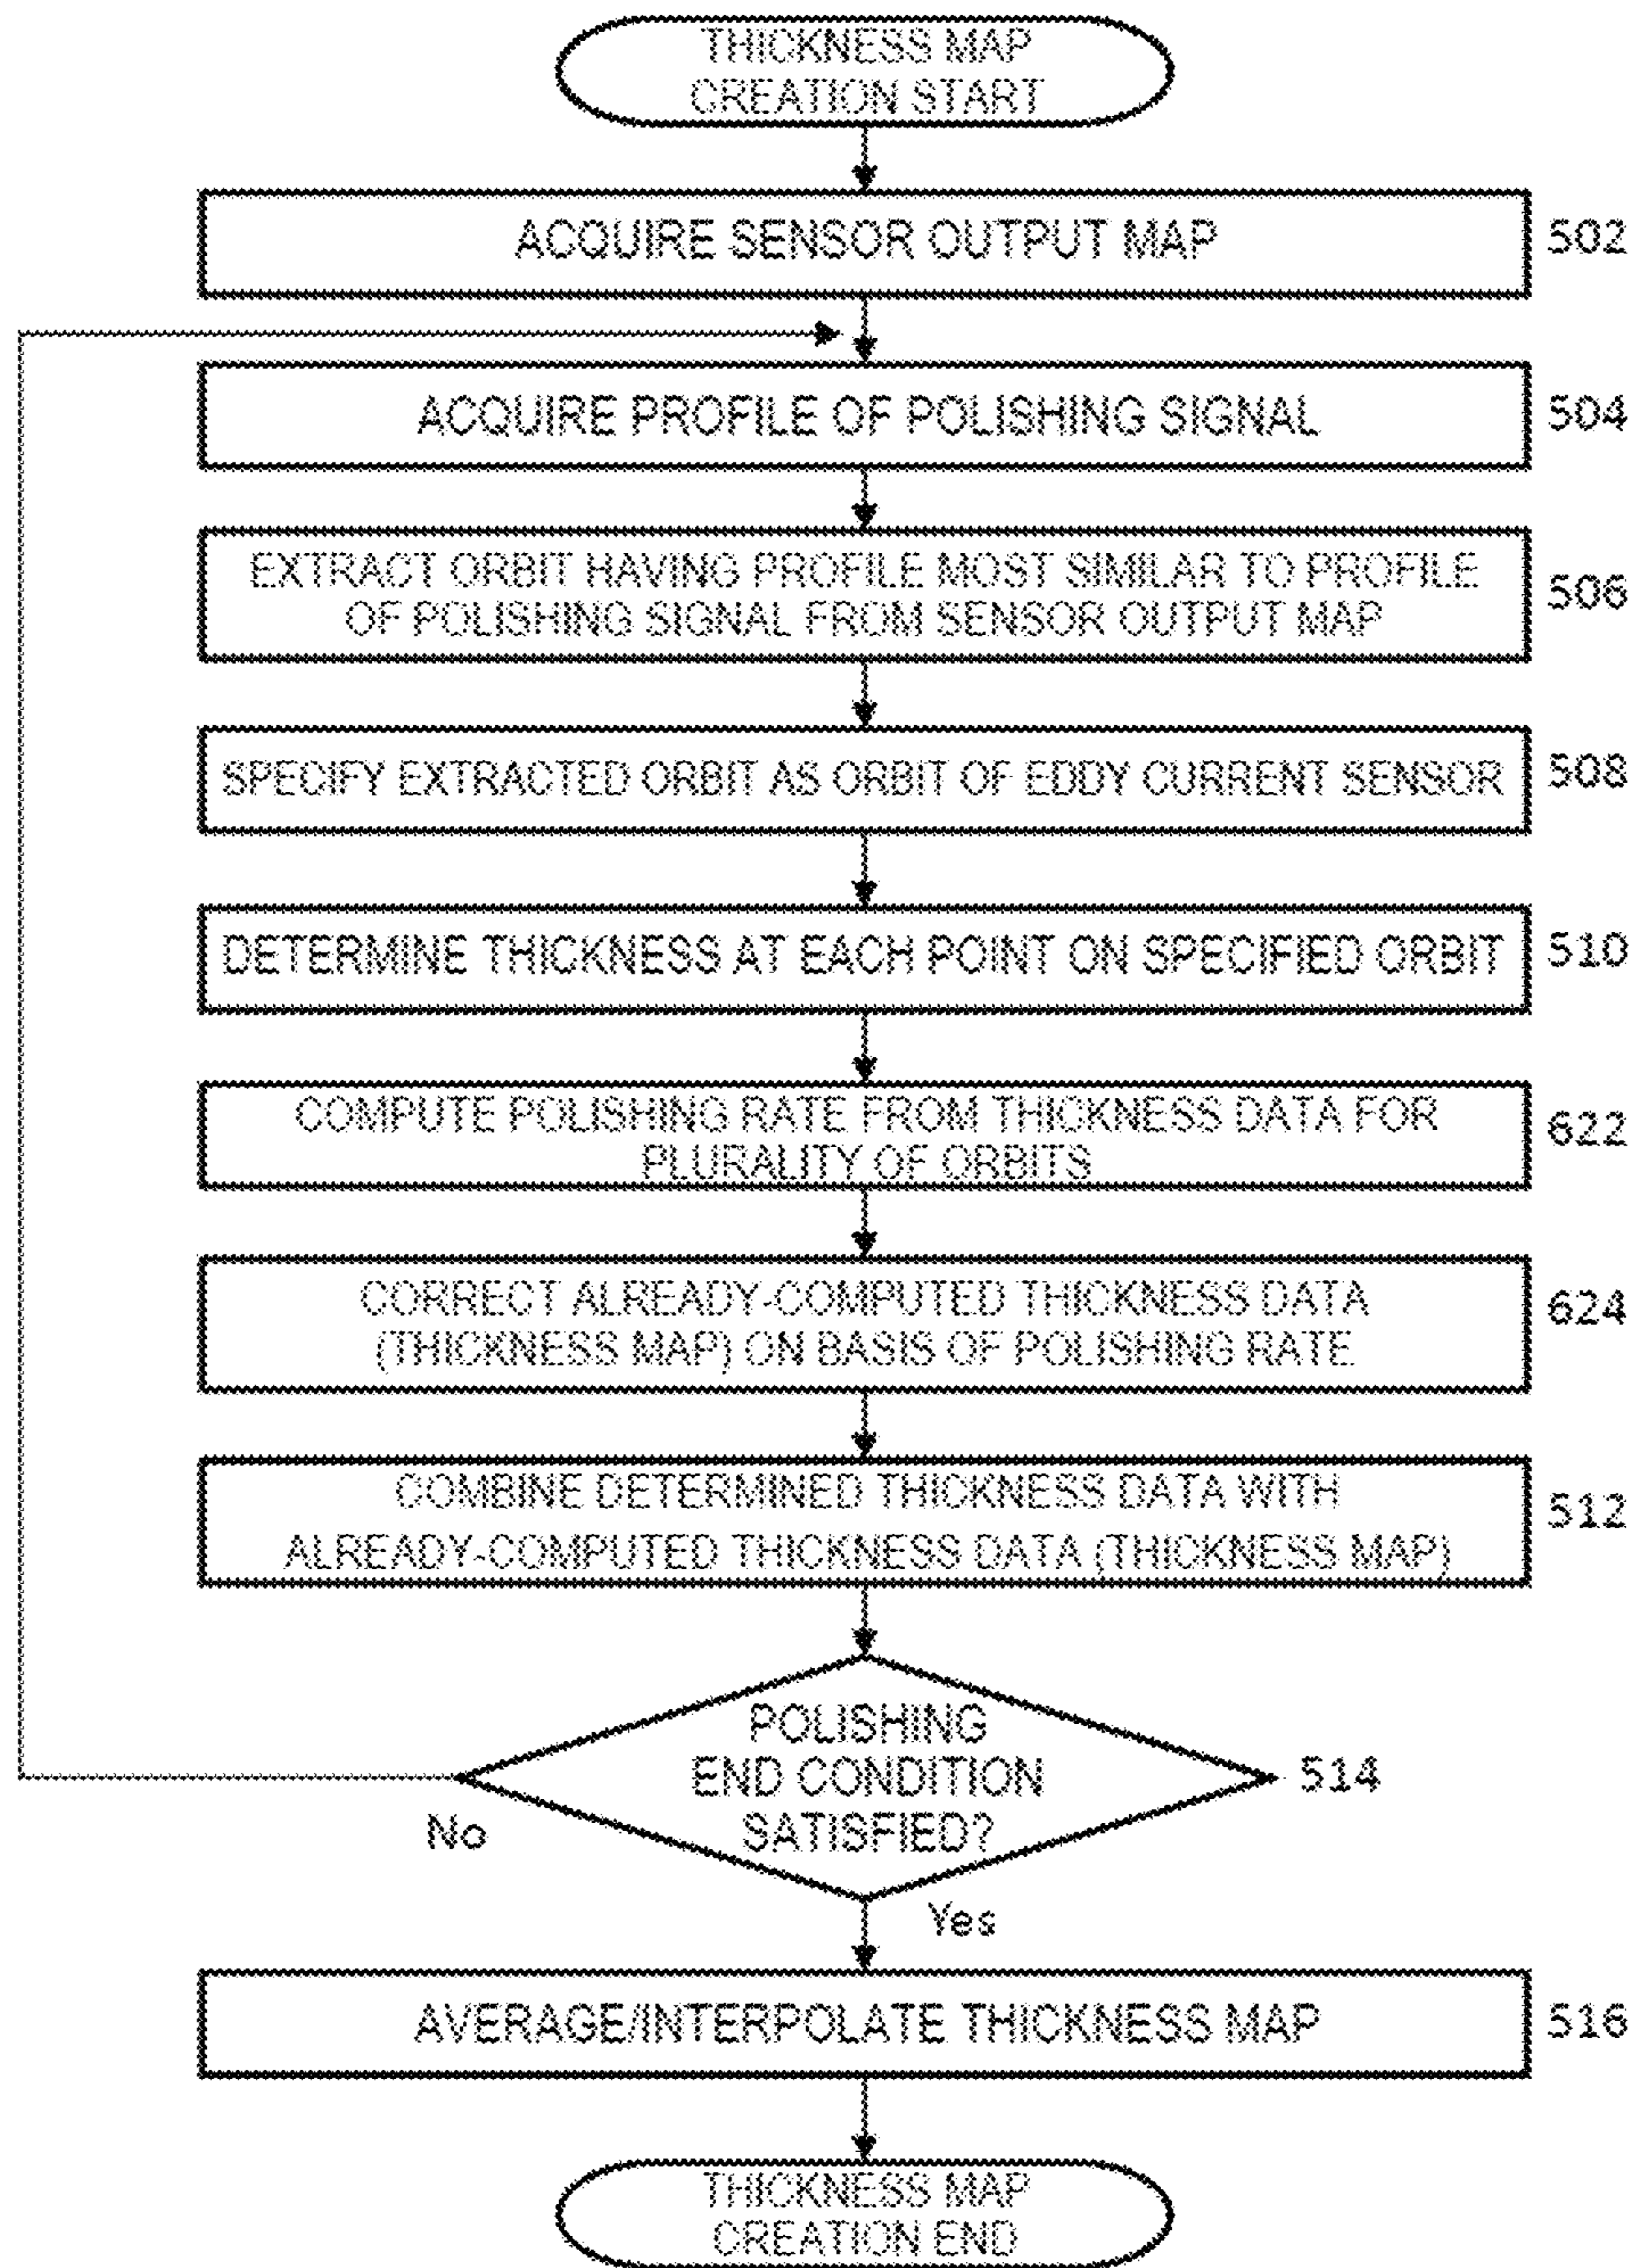 THICKNESS MAP
CREATION START
ACQUIRE SENSOR OUTPUT MAP
502
ACQUIRE PROFILE OF POLISHING SIGNAL
504
EXTRACT ORBIT HAVING PROFILE MOST SIMILAR TO PROFILE
OF POLISHING SIGNAL FROM SENSOR OUTPUT MAP
506
SPECIFY EXTRACTED ORBIT AS ORBIT OF EDDY CURRENT SENSOR
508
DETERMINE THICKNESS AT EACH POINT ON SPECIFIED ORBIT
510
COMPUTE POLISHING RATE FROM THICKNESS DATA FOR
PLURALITY OF ORBITS
622
CORRECT ALREADY-COMPUTED THICKNESS DATA
(THICKNESS MAP) ON BASIS OF POLISHING RATE
624
COMBINE DETERMINED THICKNESS DATA WITH
ALREADY-COMPUTED THICKNESS DATA (THICKNESS MAP)
512
POLISHING
END CONDITION
SATISFIED?
514
No
Yes
AVERAGE/INTERPOLATE THICKNESS MAP
516
THICKNESS MAP
CREATION END